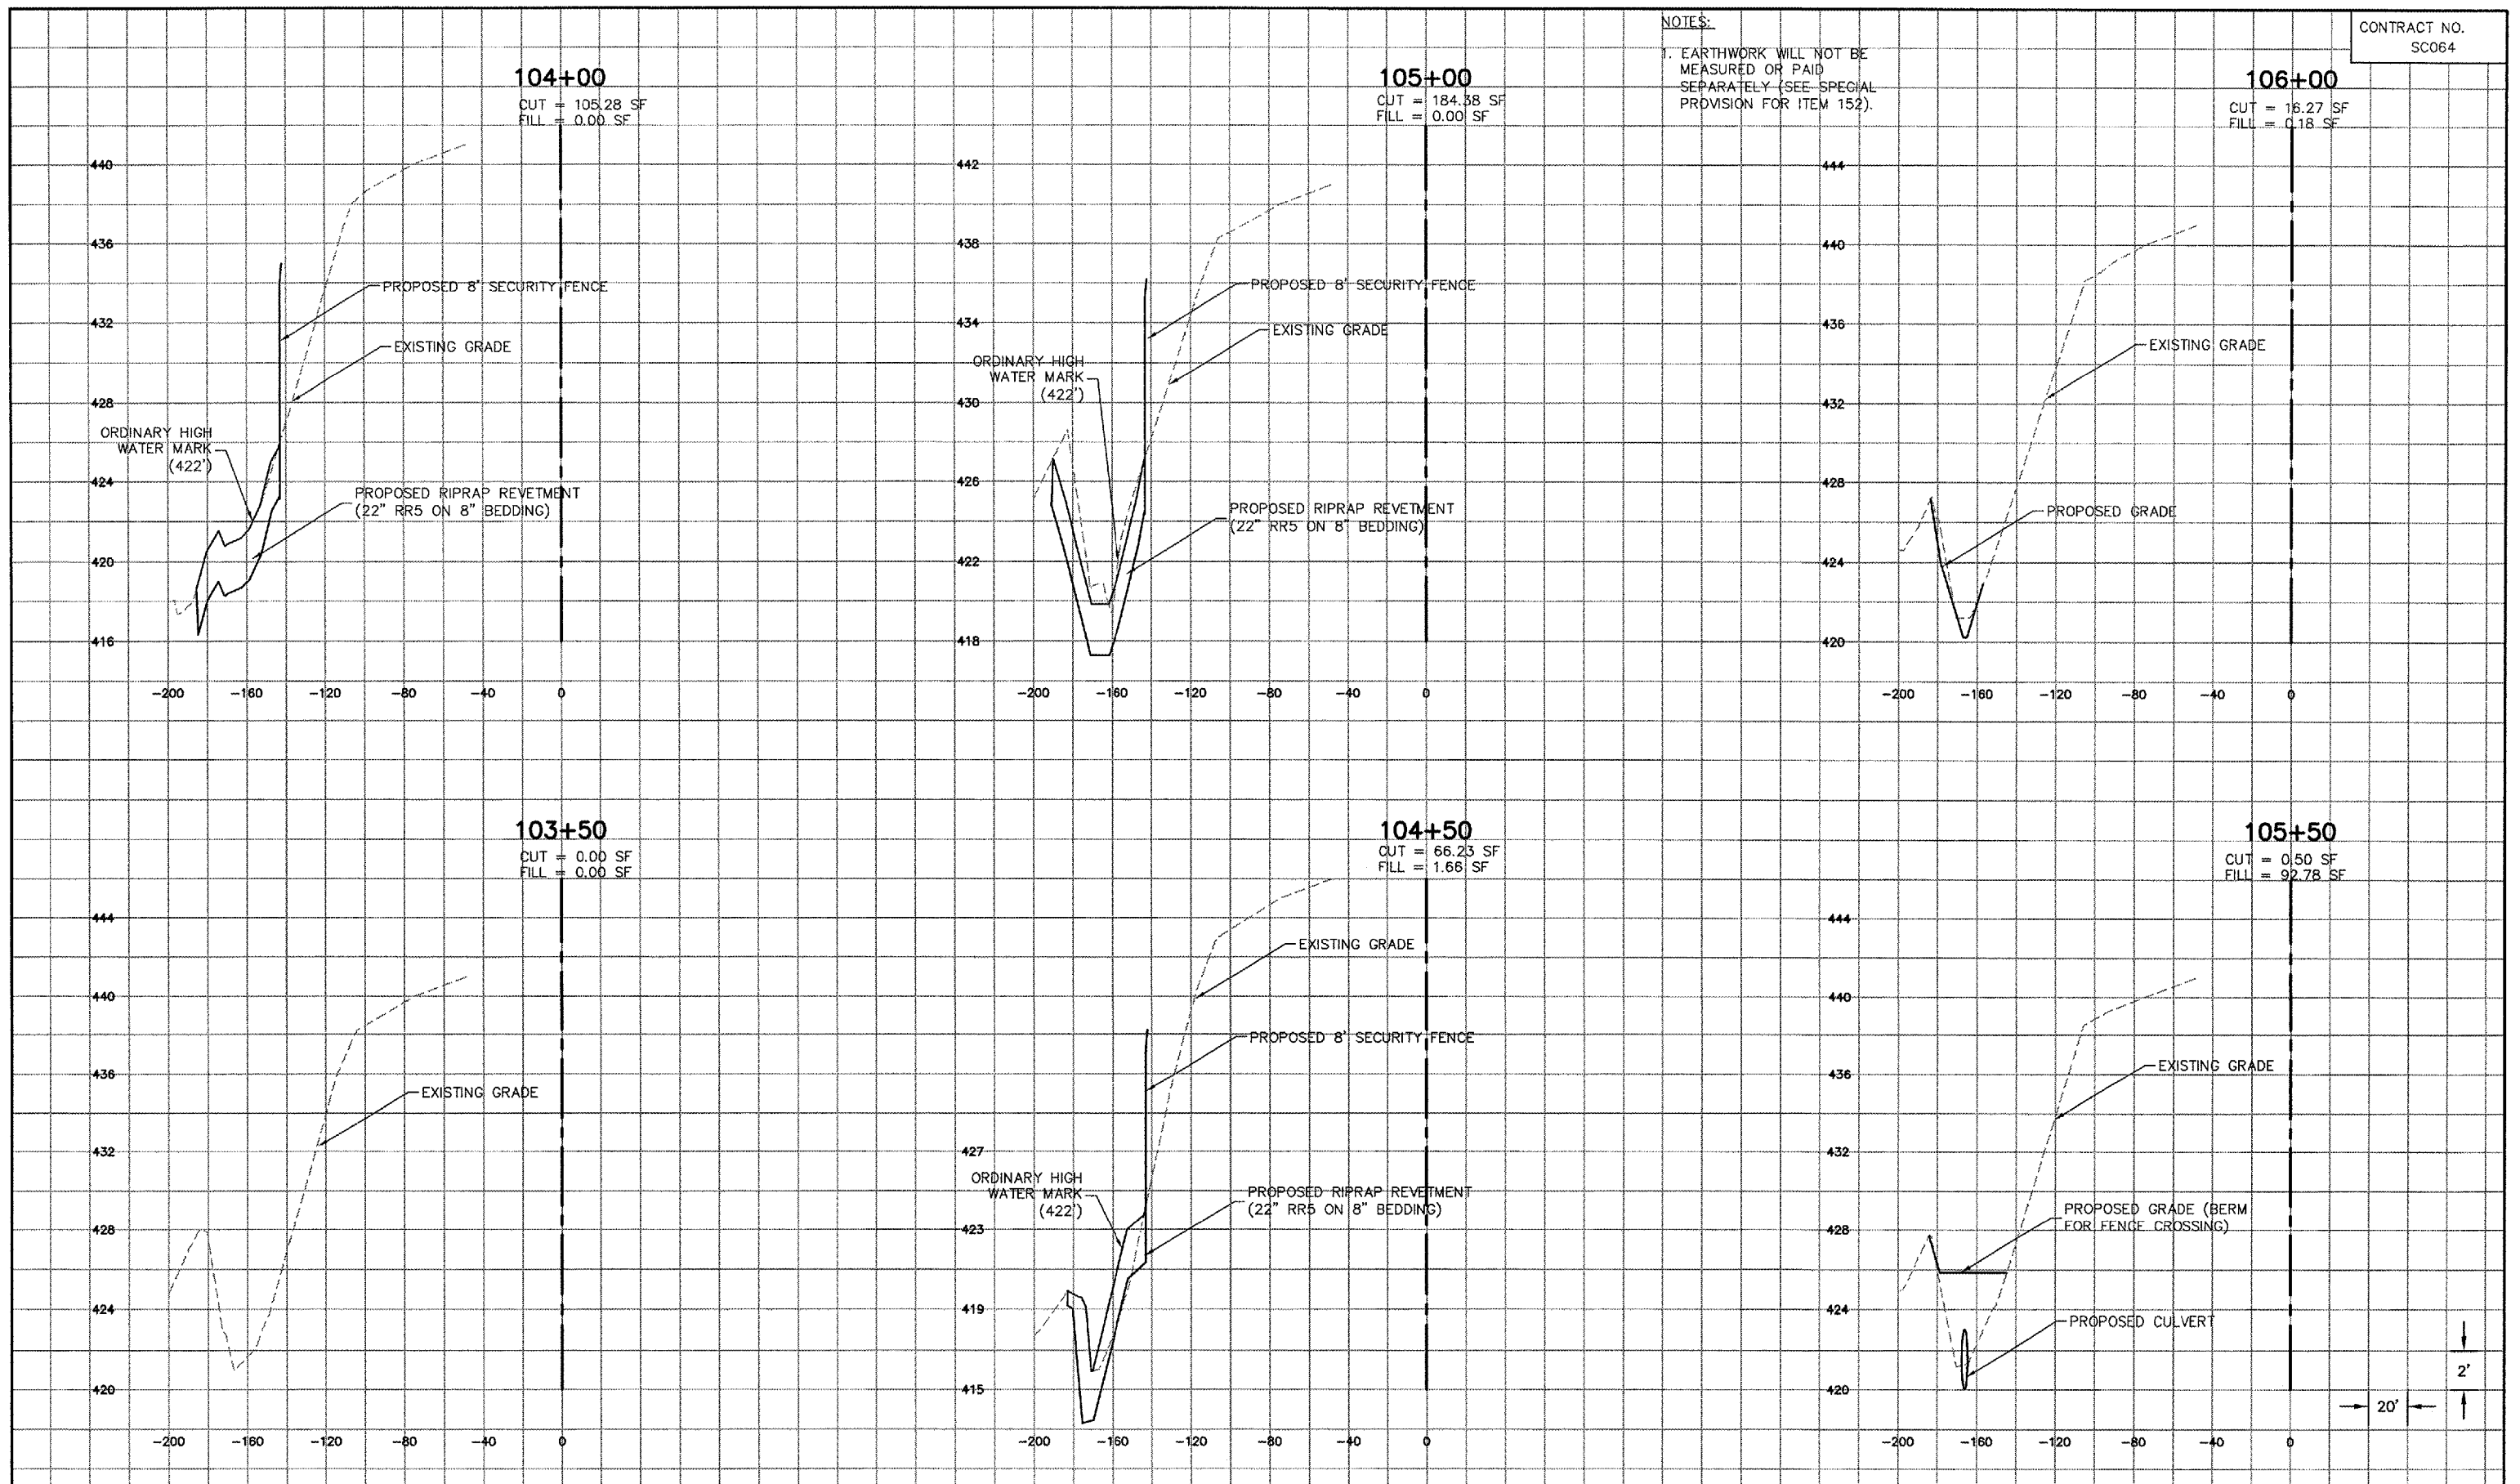 NOTES:
1. EARTHWORK WILL NOT BE
MEASURED OR PAID
SEPARATELY (SEE SPECIAL
PROVISION FOR ITEM 152).
CONTRACT NO.
SC064
104+00
CUT = 105.28 SF
FILL = 0.00 SF
440
436
432
428
424
420
416
PROPOSED 8' SECURITY FENCE
EXISTING GRADE
ORDINARY HIGH
WATER MARK
(422')
PROPOSED RIPRAP REVETMENT
(22" RR5 ON 8" BEDDING)
-200 -160 -120 -80 -40 0
105+00
CUT = 184.38 SF
FILL = 0.00 SF
442
438
434
430
426
422
418
PROPOSED 8' SECURITY FENCE
EXISTING GRADE
ORDINARY HIGH
WATER MARK
(422')
PROPOSED RIPRAP REVETMENT
(22" RR5 ON 8" BEDDING)
-200 -160 -120 -80 -40 0
106+00
CUT = 16.27 SF
FILL = 0.18 SF
444
440
436
432
428
424
420
EXISTING GRADE
PROPOSED GRADE
-200 -160 -120 -80 -40 0
103+50
CUT = 0.00 SF
FILL = 0.00 SF
444
440
436
432
428
424
420
EXISTING GRADE
-200 -160 -120 -80 -40 0
104+50
CUT = 66.23 SF
FILL = 1.66 SF
427
423
419
415
EXISTING GRADE
PROPOSED 8' SECURITY FENCE
ORDINARY HIGH
WATER MARK
(422')
PROPOSED RIPRAP REVETMENT
(22" RR5 ON 8" BEDDING)
-200 -160 -120 -80 -40 0
105+50
CUT = 0.50 SF
FILL = 92.78 SF
444
440
436
432
428
424
420
EXISTING GRADE
PROPOSED GRADE (BERM
FOR FENCE CROSSING)
PROPOSED CULVERT
-200 -160 -120 -80 -40 0
2'
20'